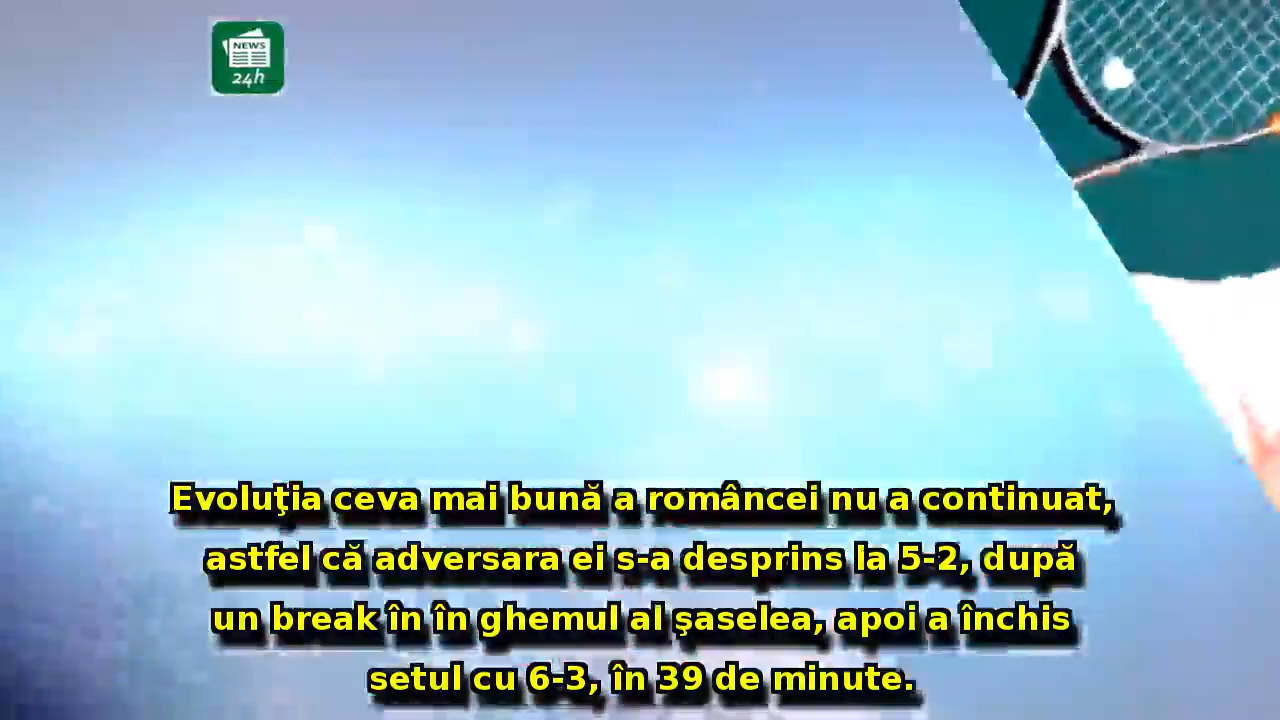 NEWS
24h
Evoluţia ceva mai bună a româncei nu a continuat,
astfel că adversara ei s-a desprins la 5-2, după
un break în în ghemul al şaselea, apoi a închis
setul cu 6-3, în 39 de minute.